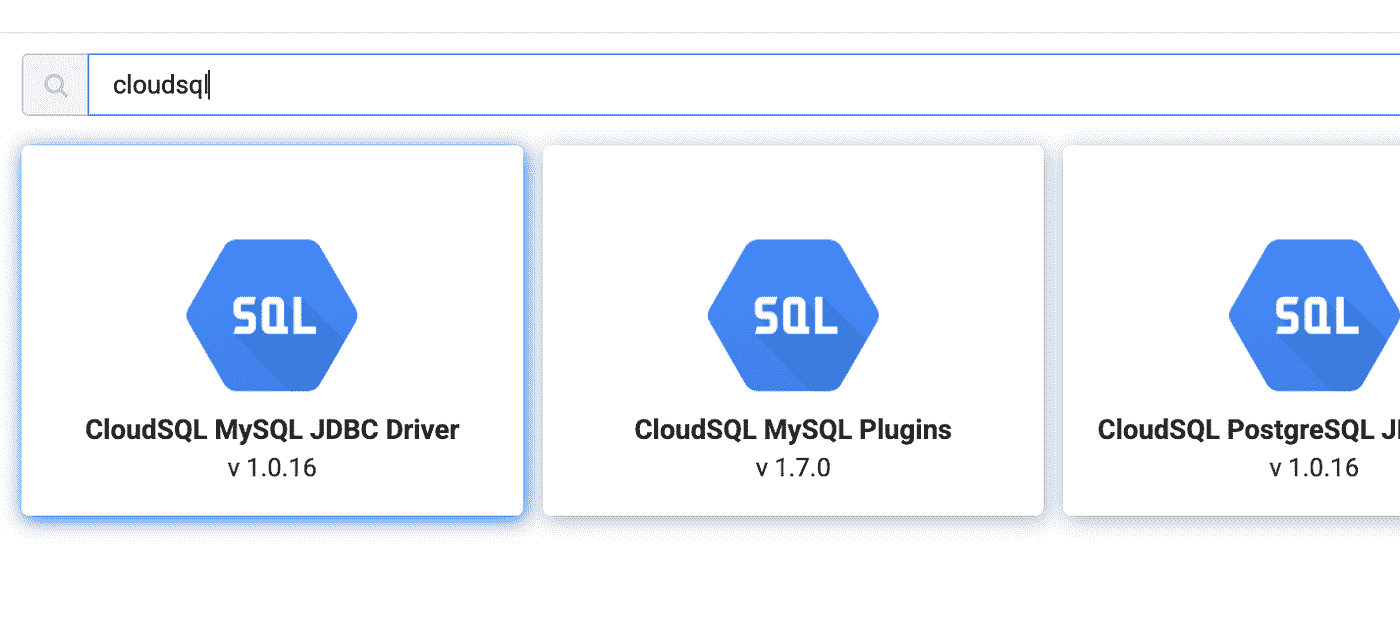 cloudsql
SQL
SQL
SQL
CloudSQL MySQL JDBC Driver
v 1.0.16
CloudSQL MySQL Plugins
v 1.7.0
CloudSQL PostgreSQL
v 1.0.16